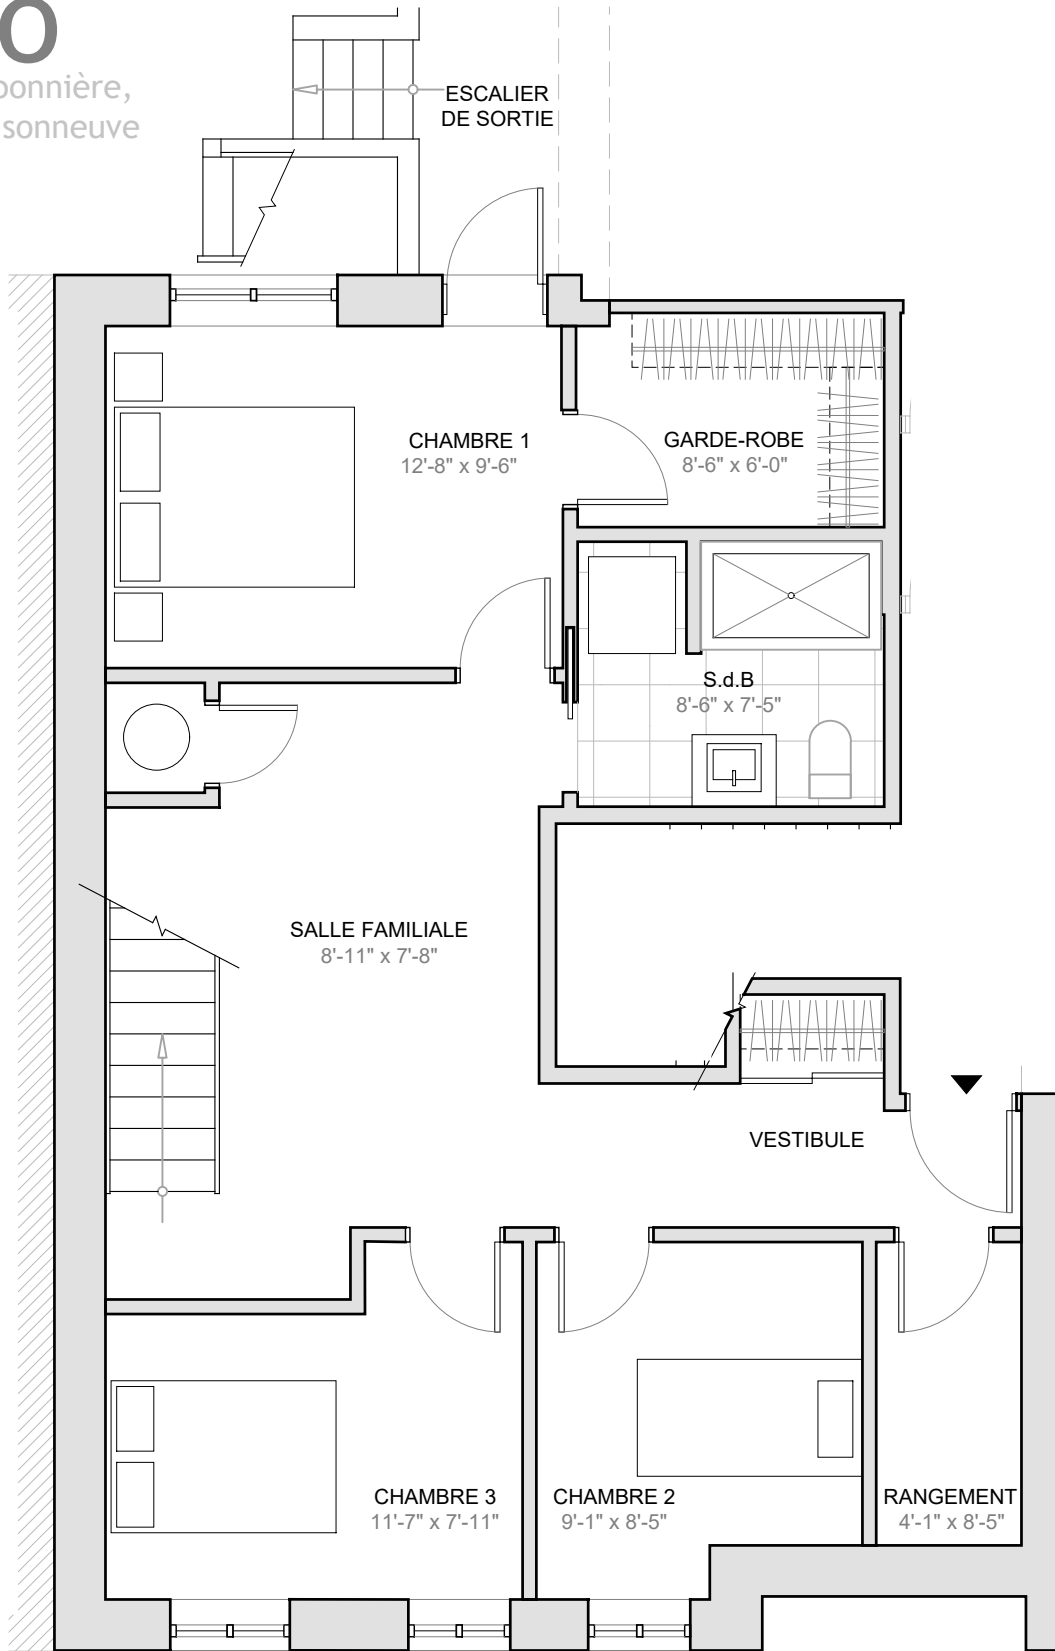 ESCALIER
DE SORTIE
CHAMBRE 1
12'-8" x 9'-6"
GARDE-ROBE
8'-6" x 6'-0"
S.d.B
8'-6" x 7'-5"
SALLE FAMILIALE
8'-11" x 7'-8"
VESTIBULE
CHAMBRE 3
11'-7" x 7'-11"
CHAMBRE 2
9'-1" x 8'-5"
RANGEMENT
4'-1" x 8'-5"